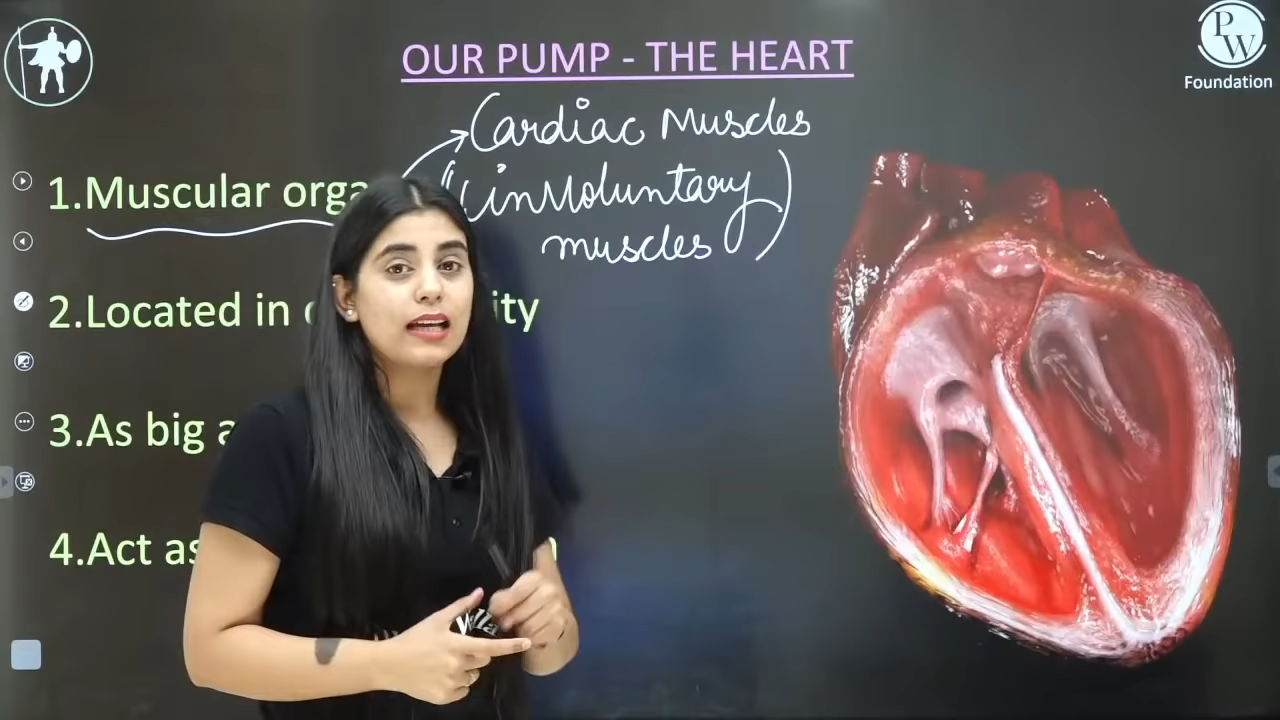 OUR PUMP - THE HEART
PW
Foundation
Cardiac Muscles
1.Muscular orga
(inVoluntary
muscles)
2.Located in c ity
3.As big a
4.Act as n